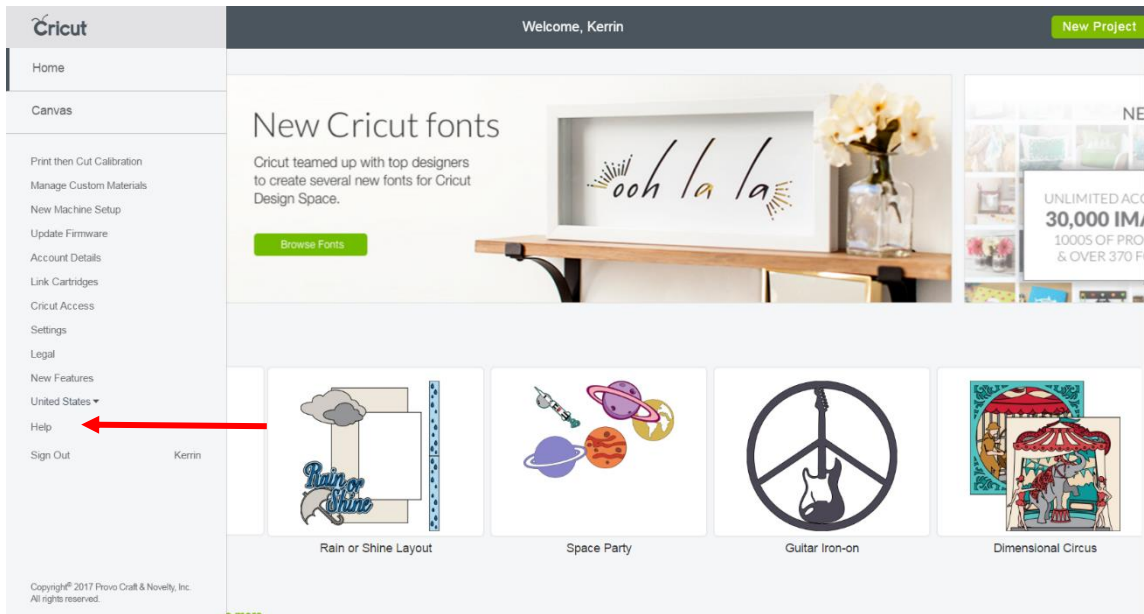 Cricut
Welcome, Kerrin
New Project
Home
Canvas
Print then Cut Calibration
Manage Custom Materials
New Machine Setup
Update Firmware
Account Details
Link Cartridges
Cricut Access
Settings
Legal
New Features
United States
Help
Sign Out Kerrin
Copyright© 2017 Provo Craft & Novelty, Inc.
All rights reserved.
New Cricut fonts
Cricut teamed up with top designers
to create several new fonts for Cricut
Design Space.
Browse Fonts
ooh la la
NE
UNLIMITED ACC
30,000 IMA
1000S OF PRO
& OVER 370 F
Rain or
Shine
Rain or Shine Layout
Space Party
Guitar Iron-on
Dimensional Circus